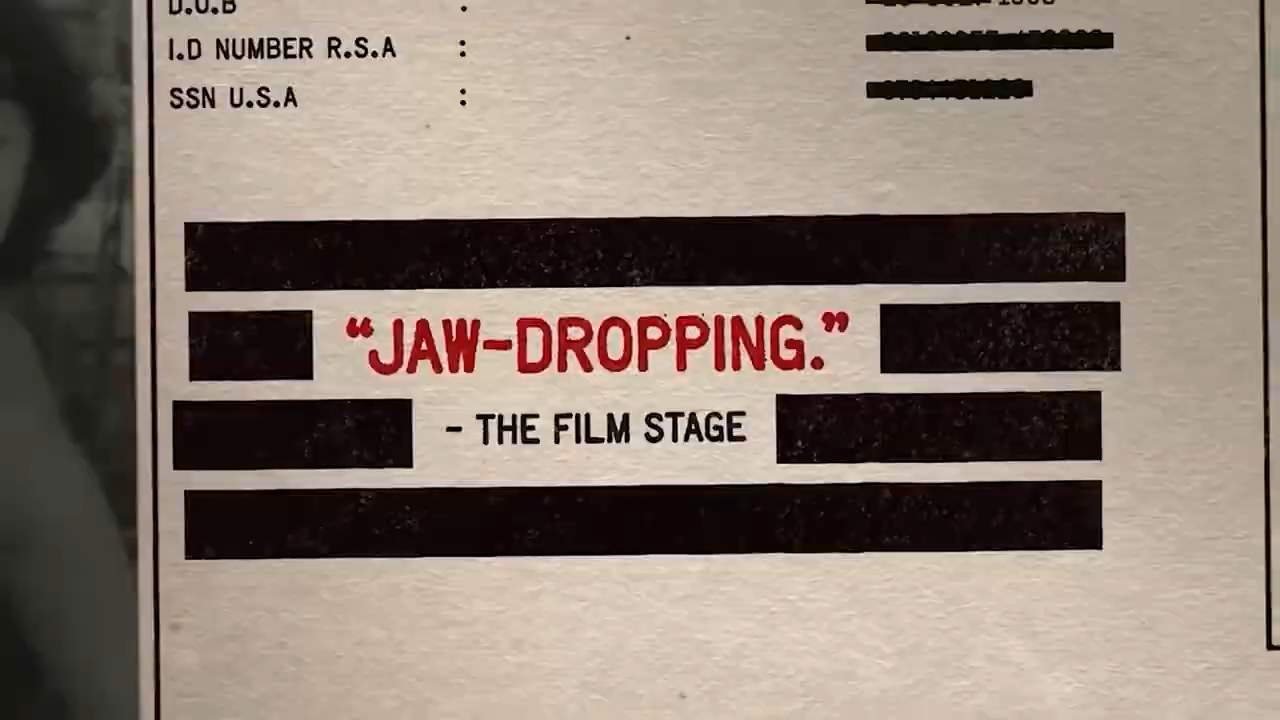 D.O.B :
I.D NUMBER R.S.A :
SSN U.S.A :
“JAW-DROPPING.”
- THE FILM STAGE